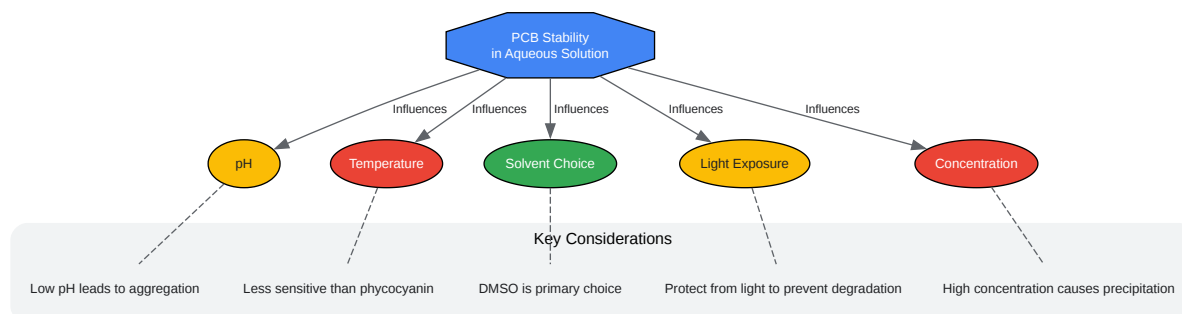 PCB Stability
in Aqueous Solution
Influences
Influences
Influences
Influences
Influences
pH
Temperature
Solvent Choice
Light Exposure
Concentration
Key Considerations
Low pH leads to aggregation
Less sensitive than phycocyanin
DMSO is primary choice
Protect from light to prevent degradation
High concentration causes precipitation